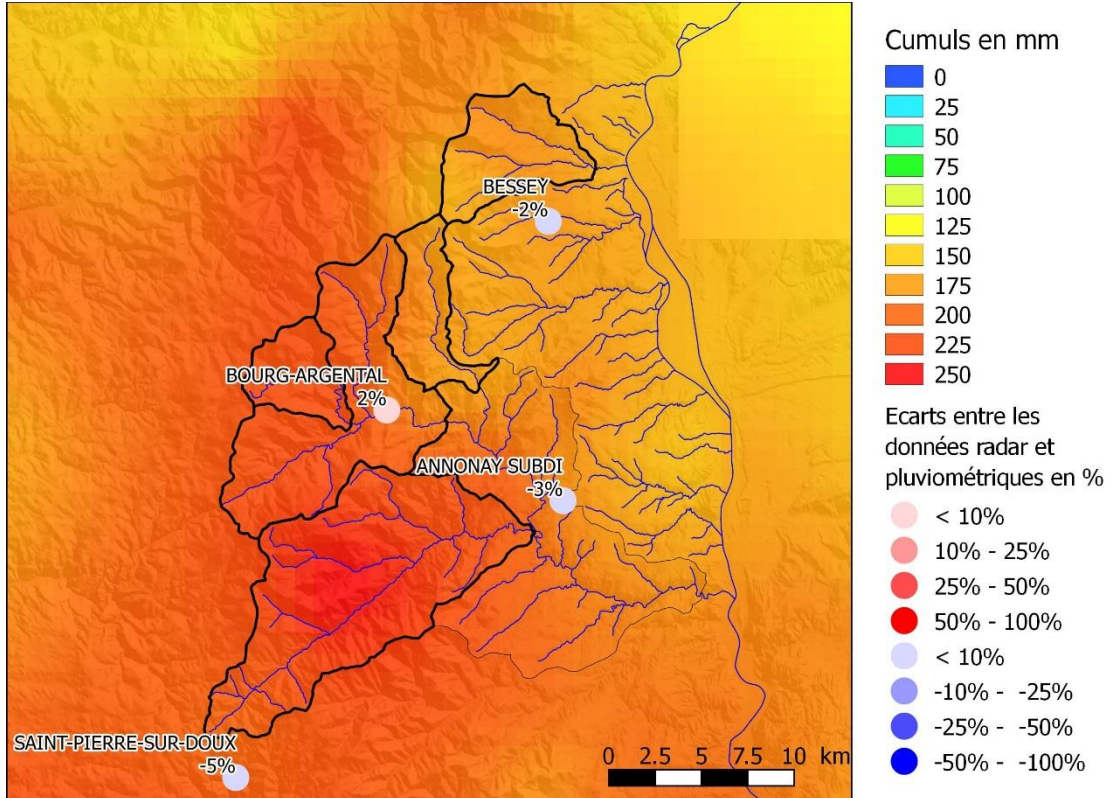 BESSEY
-2%
BOURG-ARGENTAL
2%
ANNONAY SUBDI
-3%
SAINT-PIERRE-SUR-DOUX
-5%
0 2.5 5 7.5 10 km
Cumuls en mm
0
25
50
75
100
125
150
175
200
225
250
Ecarts entre les
données radar et
pluviométriques en %
< 10%
10% - 25%
25% - 50%
50% - 100%
< 10%
-10% - -25%
-25% - -50%
-50% - -100%